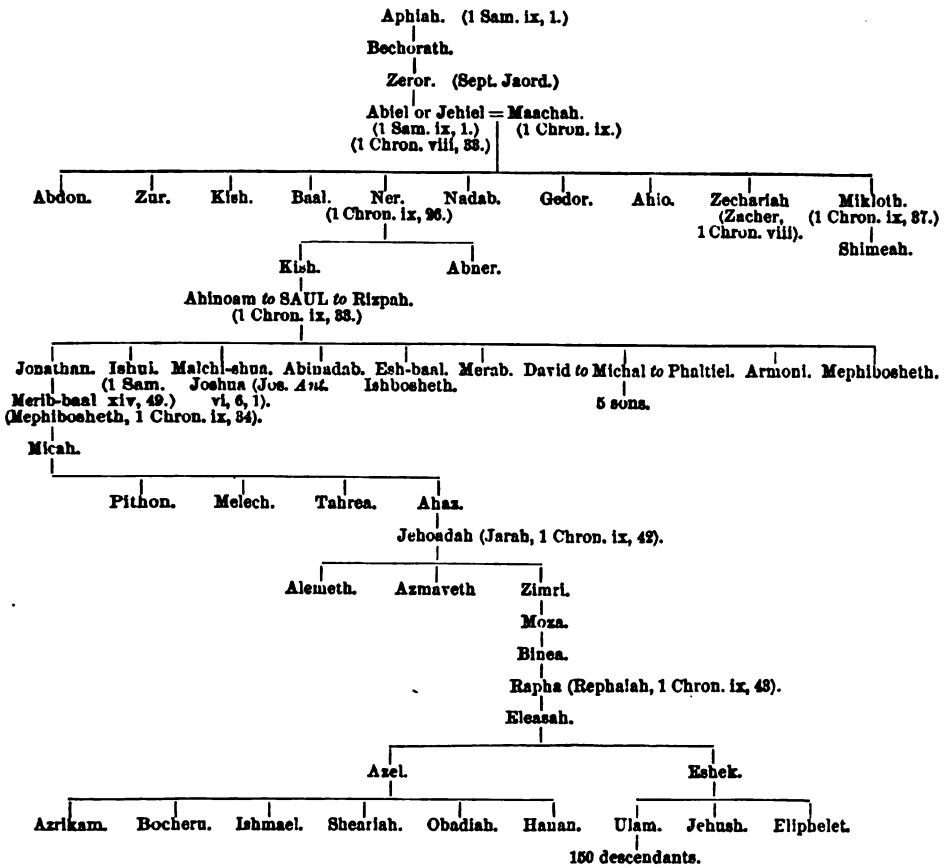 Aphiah. (1 Sam. ix, 1.)
Bechorath.
Zeror. (Sept. Jaord.)
Abiel or Jehiel = Maachah.
(1 Sam. ix, 1.) (1 Chron. ix.)
(1 Chron. viii, 33.)
Abdon. Zur. Kish. Baal. Ner. Nadab. Gedor. Ahio. Zechariah Mikloth.
(1 Chron. ix, 36.) (Zacher, (1 Chron. ix, 37.)
1 Chron. viii).
Shimeah.
Kish. Abner.
Ahinoam to SAUL to Rizpah.
(1 Chron. ix, 33.)
Jonathan. Ishui. Malchi-shua. Abinadab. Esh-baal. Merab. David to Michal to Phaltiel. Armoni. Mephibosheth.
(1 Sam. Joshua (Jos. Ant. Ishbosheth.
Merib-baal xiv, 49.) vi, 6, 1). 5 sons.
(Mephibosheth, 1 Chron. ix, 34).
Micah.
Pithon. Melech. Tahrea. Ahaz.
Jehoadah (Jarah, 1 Chron. ix, 42).
Alemeth. Azmaveth Zimri.
Moza.
Binea.
Rapha (Rephaiah, 1 Chron. ix, 43).
Eleasah.
Azel. Eshek.
Azrikam. Bocheru. Ishmael. Sheariah. Obadiah. Hanan. Ulam. Jehush. Eliphelet.
150 descendants.